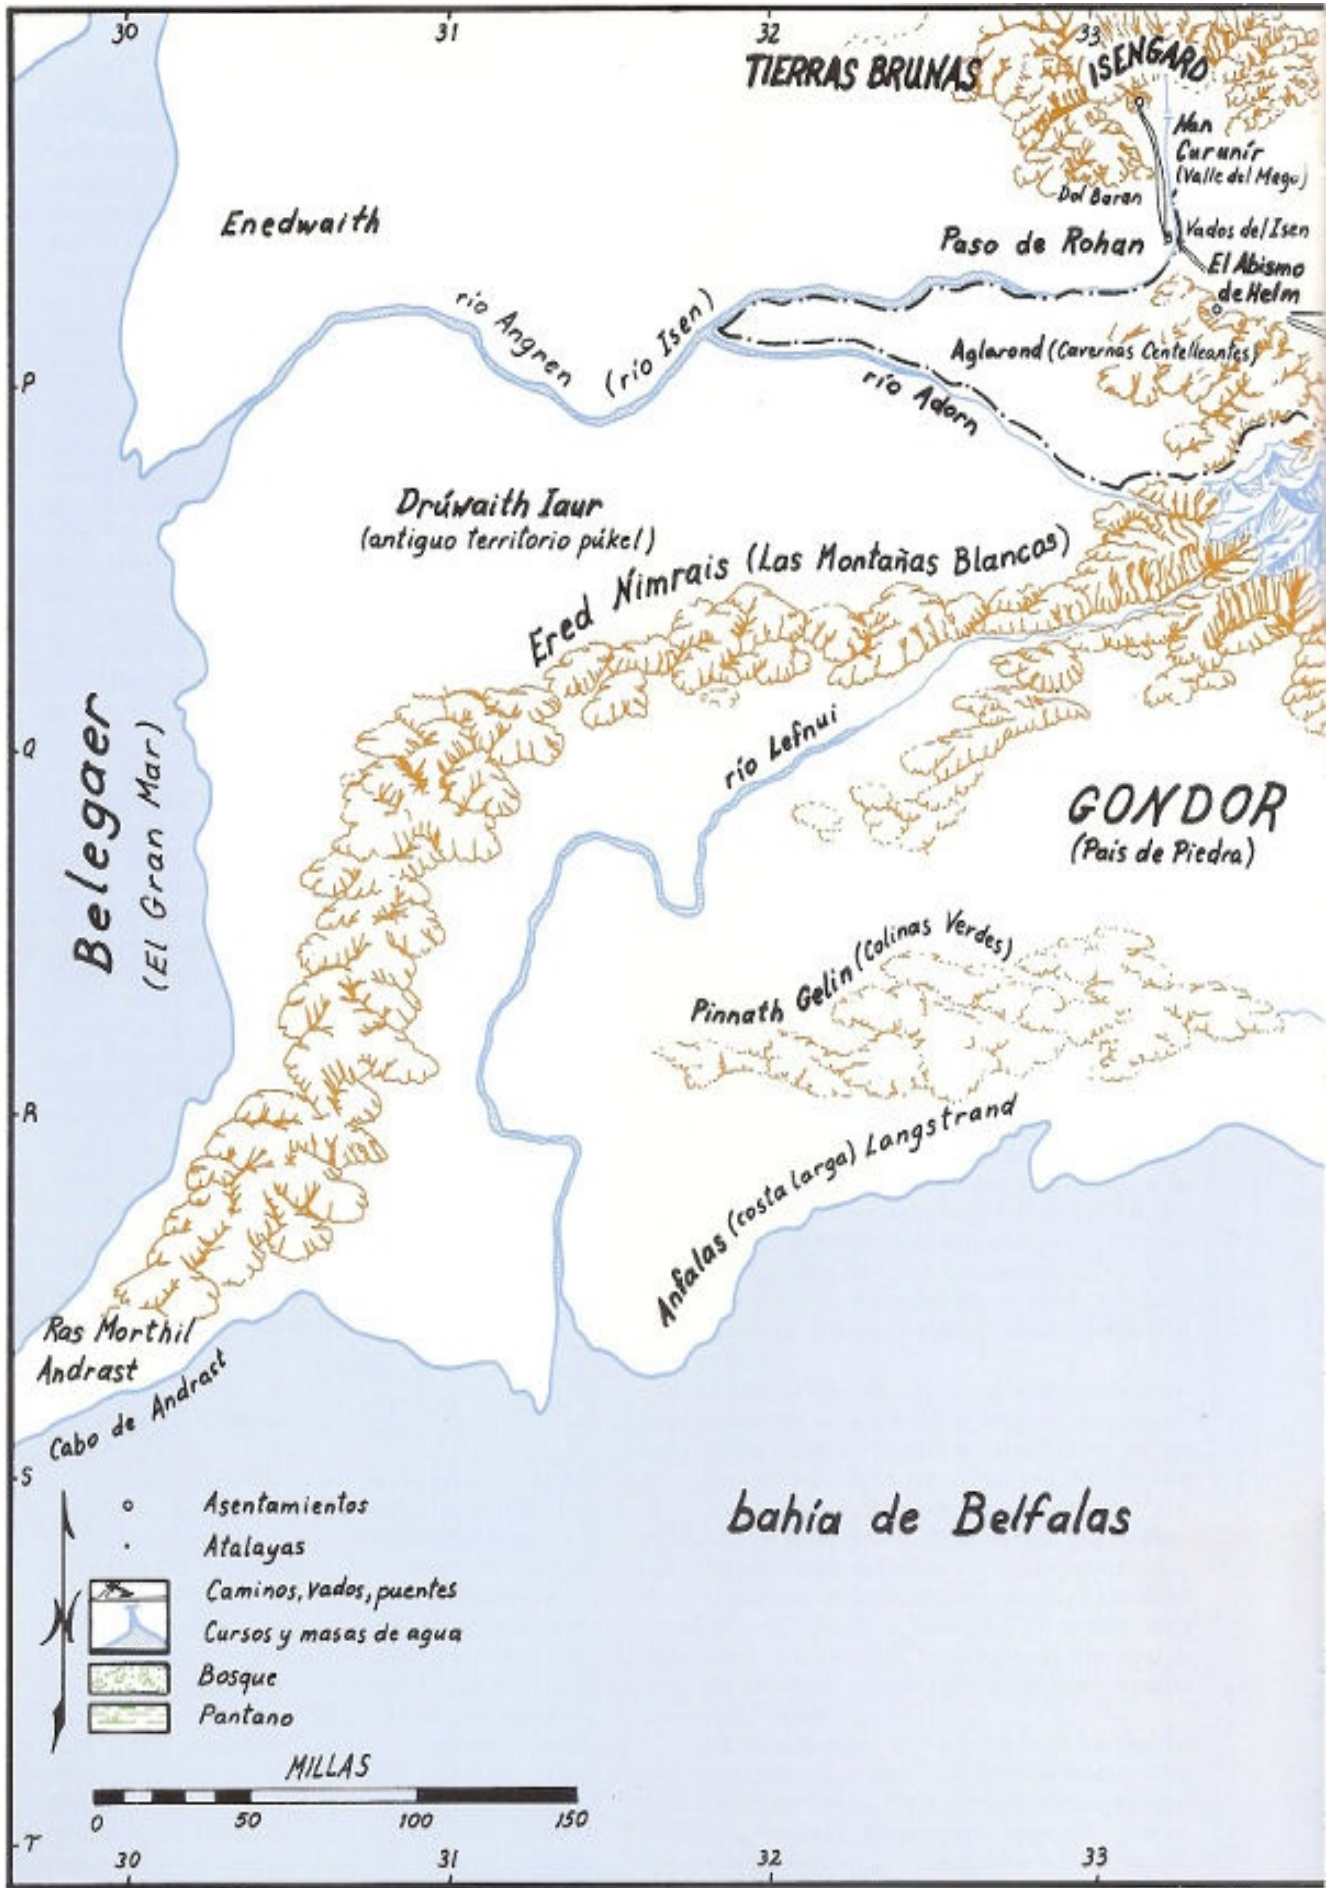 30 31 32 33
TIERRAS BRUNAS
ISENGARD
Nan
Curunír
(Valle del Mago)
Dol Baran
Enedwaith
Paso de Rohan
Vados del Isen
El Abismo
de Helm
río Angren (río Isen)
Aglarond (Cavernas Centelleantes)
P
río Adorn
Drúwaith Iaur
(antiguo territorio púkel)
Ered Nimrais (Las Montañas Blancas)
Belegaer
(El Gran Mar)
Q
río Lefnui
GONDOR
(País de Piedra)
Pinnath Gelin (Colinas Verdes)
R
Anfalas (costa larga) Langstrand
Ras Morthil
Andrast
Cabo de Andrast
S
bahía de Belfalas
Asentamientos
Atalayas
Caminos, vados, puentes
Cursos y masas de agua
N
Bosque
Pantano
MILLAS
0 50 100 150
T
30 31 32 33